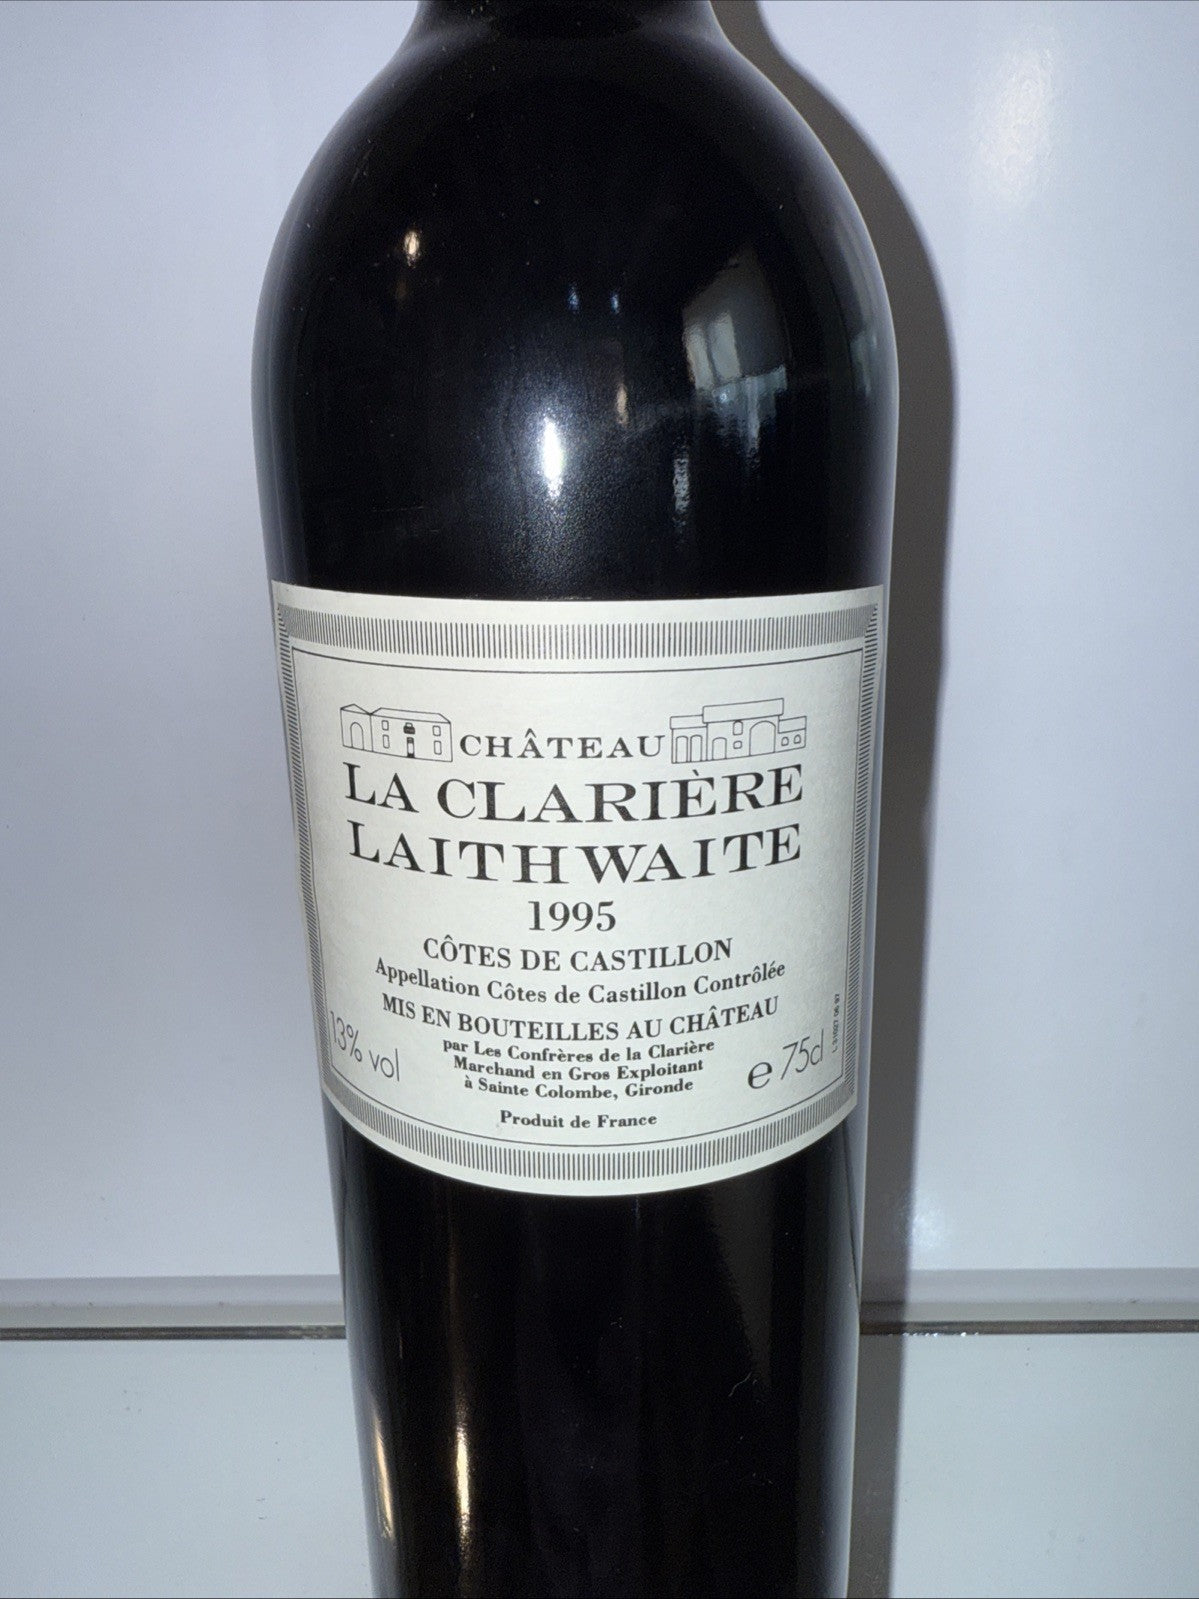 CHÂTEAU
LA CLARIÈRE
LAITHWAITE
1995
CÔTES DE CASTILLON
Appellation Côtes de Castillon Contrôlée
MIS EN BOUTEILLES AU CHÂTEAU
par Les Confrères de la Clarière
Marchand en Gros Exploitant
à Sainte Colombe, Gironde
13% vol
e 75cl
Produit de France